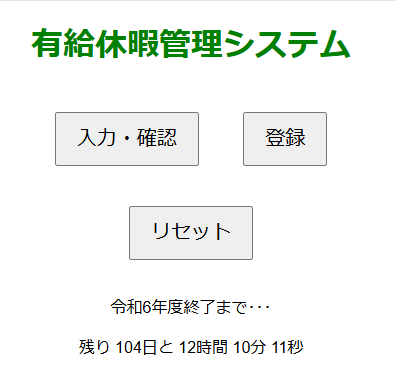 有給休暇管理システム
入力・確認 登録
リセット
令和6年度終了まで･･･
残り 104日と 12時間 10分 11秒